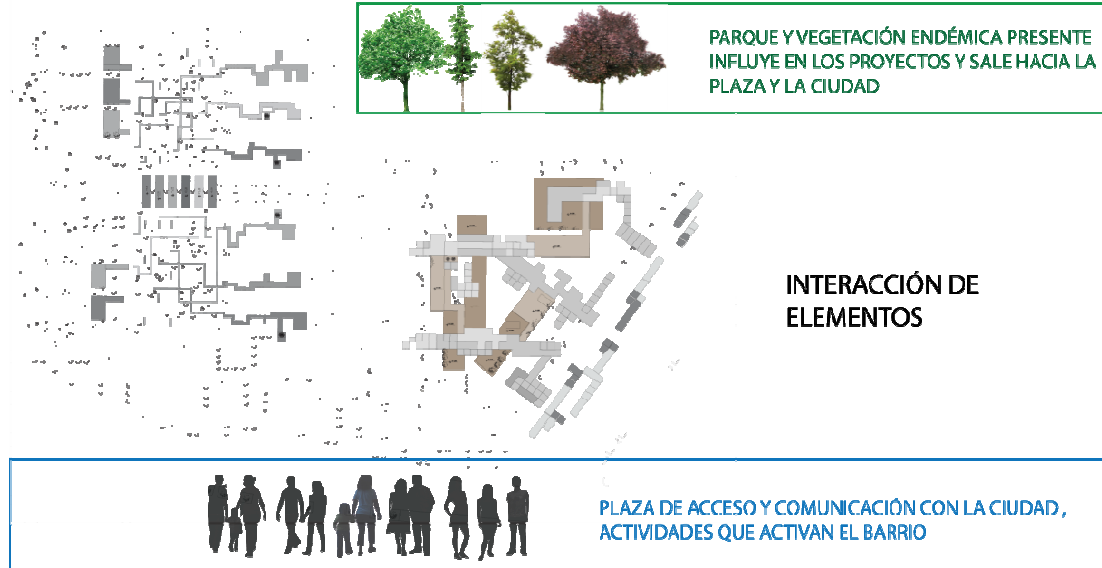 PARQUE Y VEGETACIÓN ENDÉMICA PRESENTE
INFLUYE EN LOS PROYECTOS Y SALE HACIA LA
PLAZA Y LA CIUDAD
INTERACCIÓN DE
ELEMENTOS
PLAZA DE ACCESO Y COMUNICACIÓN CON LA CIUDAD ,
ACTIVIDADES QUE ACTIVAN EL BARRIO